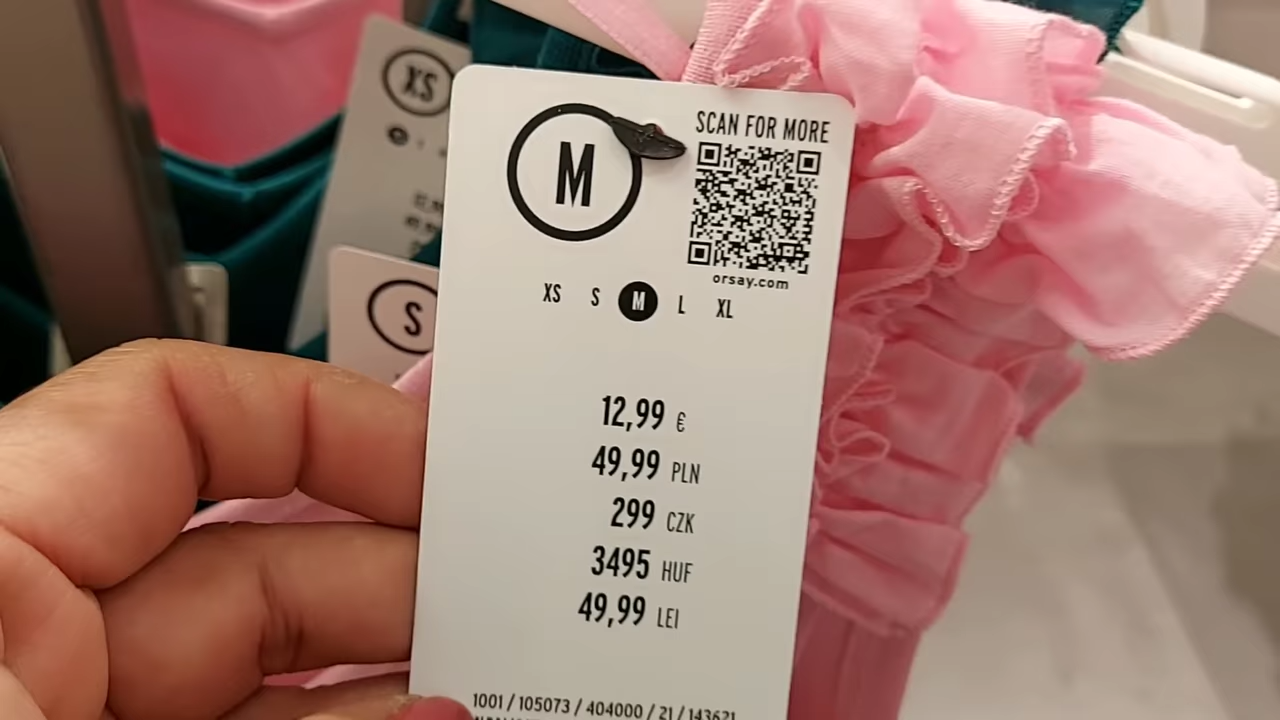 XS
S
M
SCAN FOR MORE
orsay.com
XS S M L XL
12,99 €
49,99 PLN
299 CZK
3495 HUF
49,99 LEI
1001 / 105073 / 404000 / 21 / 143621